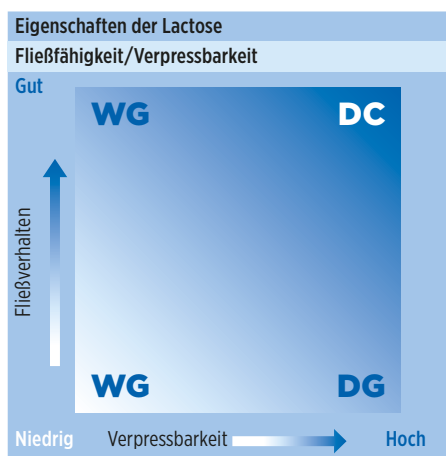 Eigenschaften der Lactose
Fließfähigkeit/Verpressbarkeit
Gut
WG DC
Fließverhalten
WG DG
Niedrig Verpressbarkeit Hoch